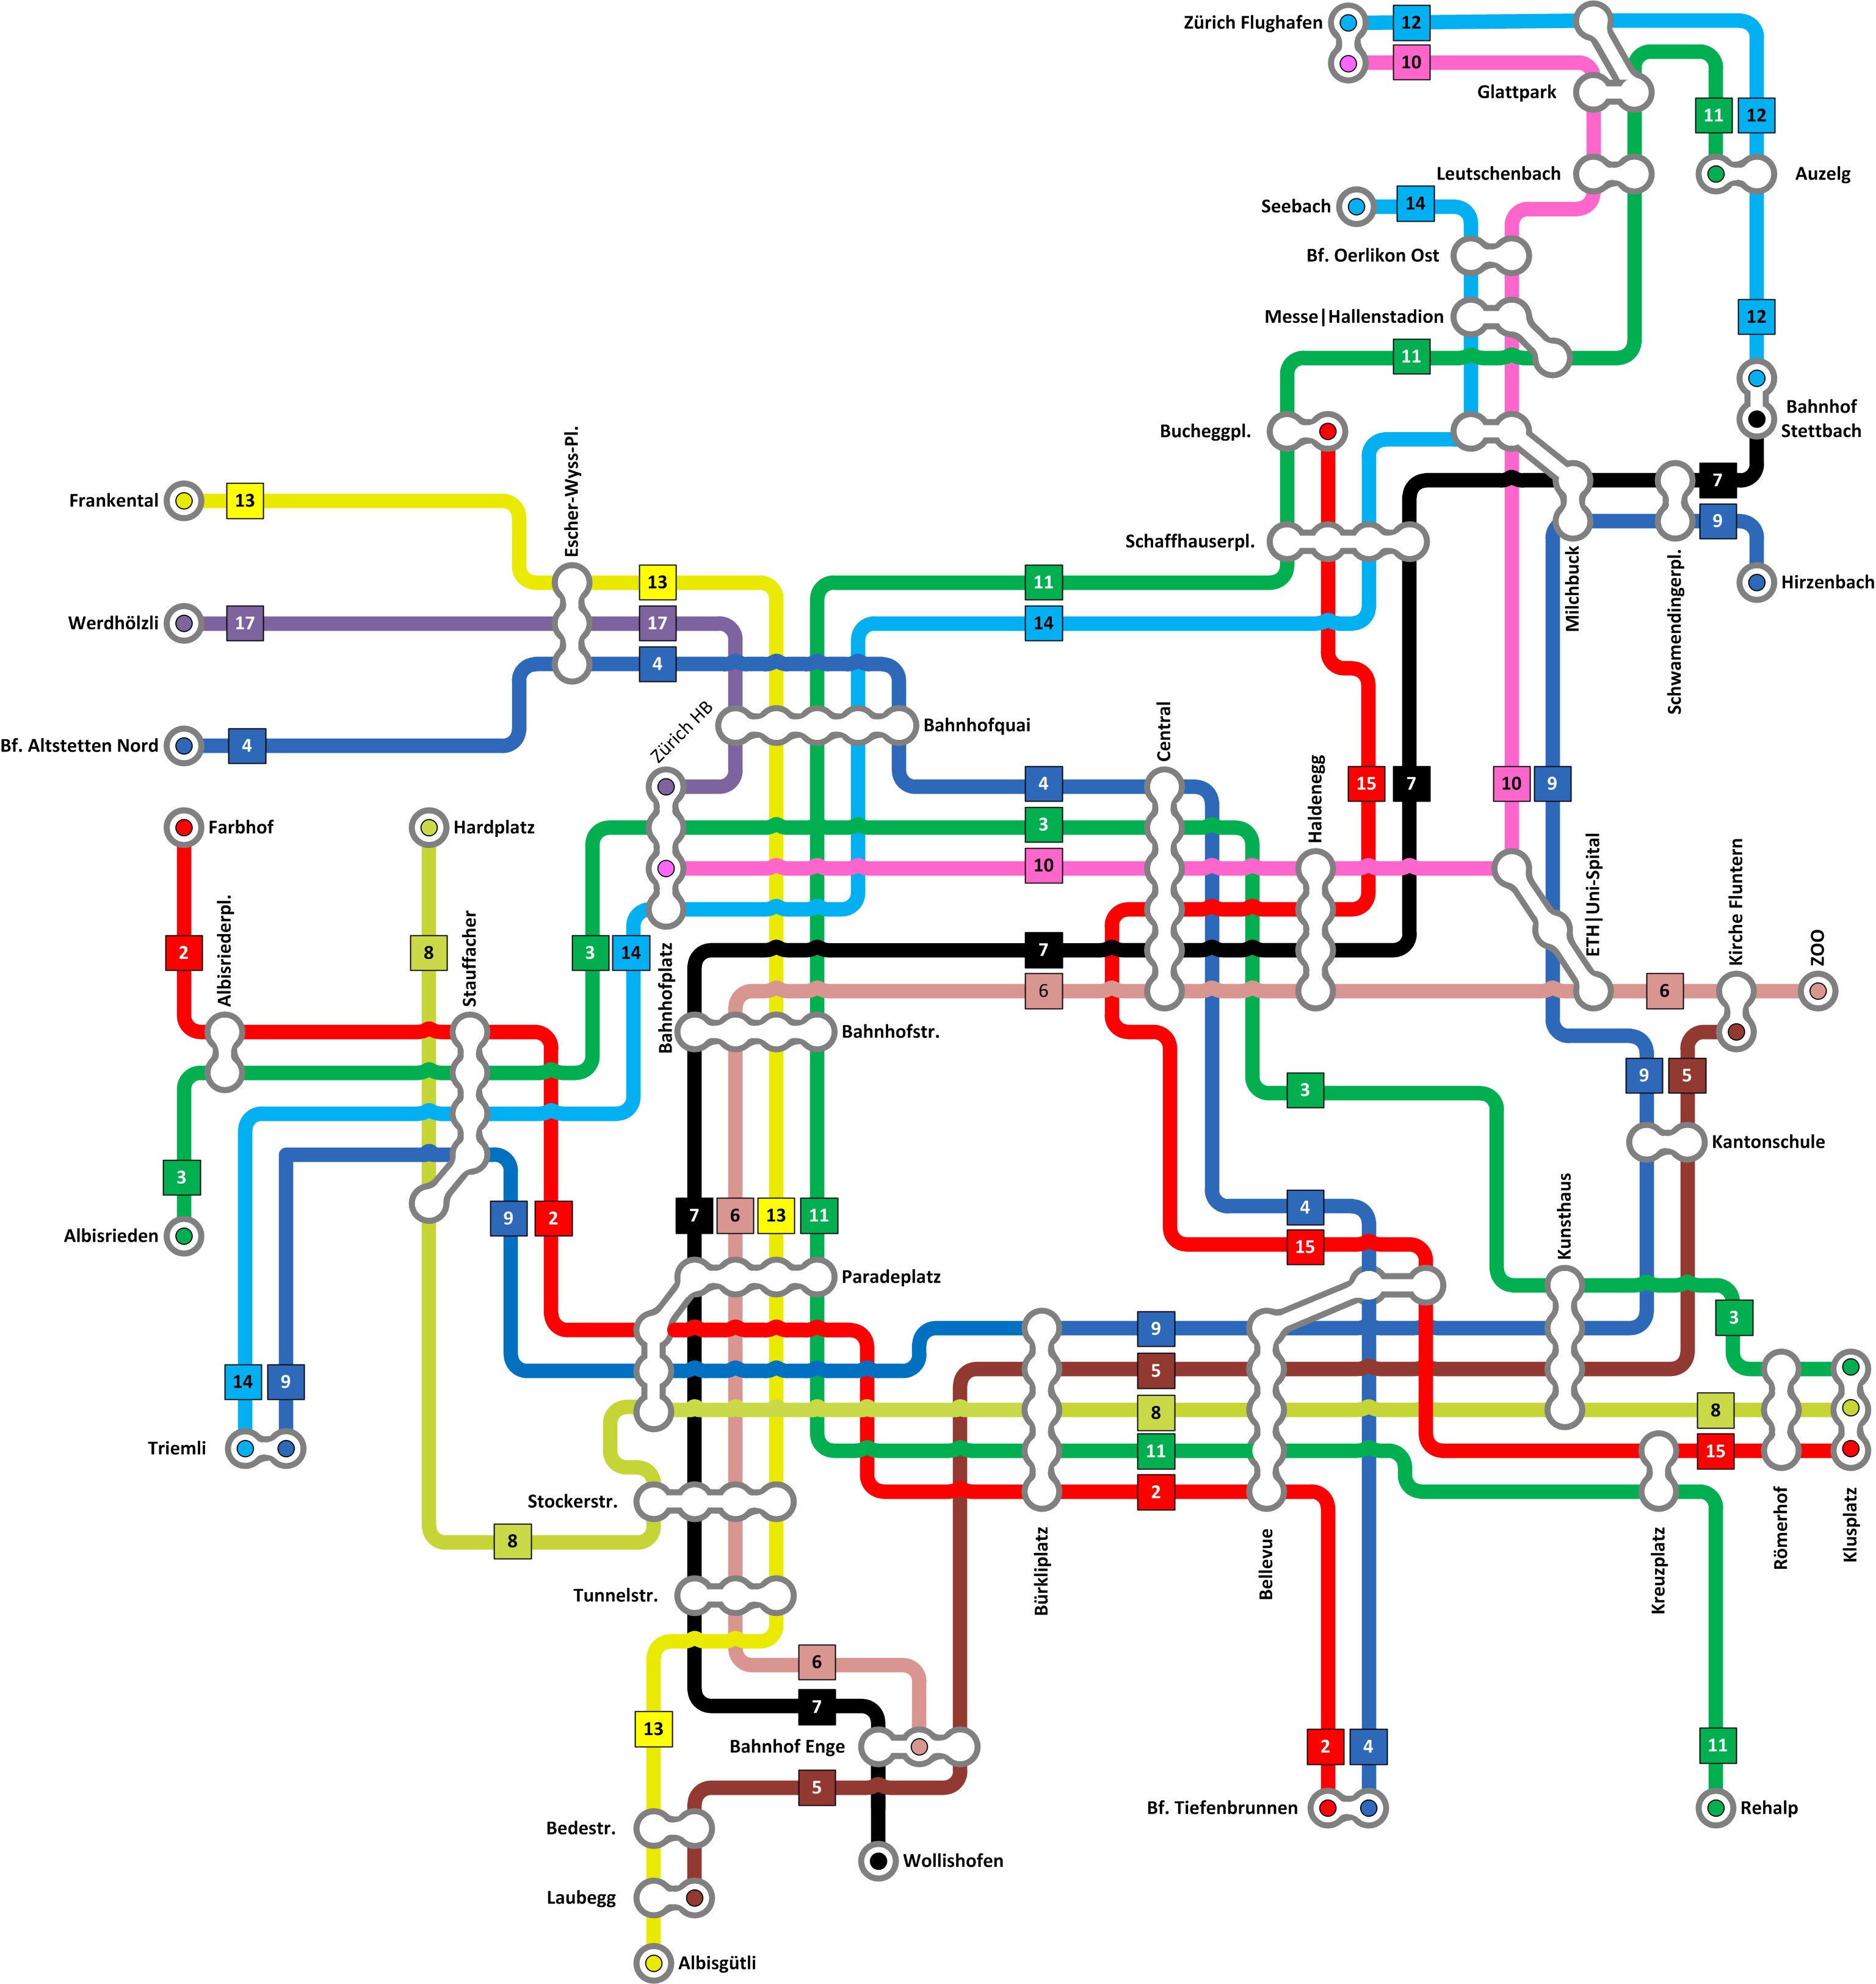 Zürich Flughafen
12
10
Glattpark
11
12
Leutschenbach
Auzelg
Seebach
14
Bf. Oerlikon Ost
Messe|Hallenstadion
12
11
Bahnhof
Stettbach
Bucheggpl.
Escher-Wyss-Pl.
7
Frankental
13
9
Schaffhauserpl.
Milchbuck
Schwamendingerpl.
Hirzenbach
13
11
Werdhölzli
17
17
14
4
Zürich HB
Bahnhofquai
Central
Bf. Altstetten Nord
4
Haldenegg
4
15
7
10
9
Farbhof
Hardplatz
3
10
ETH|Uni-Spital
Kirche Fluntern
ZOO
Albisriederpl.
Stauffacher
2
8
3
14
7
6
6
Bahnhofplatz
Bahnhofstr.
9
5
3
Kantonschule
3
Kunsthaus
4
9
2
7
6
13
11
Albisrieden
15
Paradeplatz
3
9
5
14
9
8
8
Triemli
11
15
2
Stockerstr.
8
Bürkliplatz
Bellevue
Kreuzplatz
Römerhof
Klusplatz
Tunnelstr.
6
7
13
Bahnhof Enge
2
4
11
5
Bf. Tiefenbrunnen
Rehalp
Bedestr.
Wollishofen
Laubegg
Albisgütli